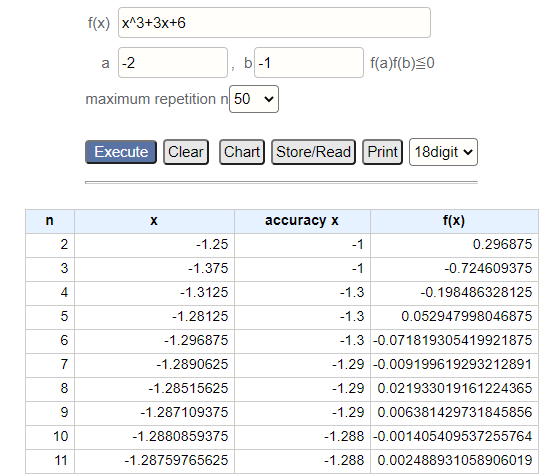 f(x) x^3+3x+6
a -2 , b -1 f(a)f(b)≦0
maximum repetition n 50
Execute Clear Chart Store/Read Print 18digit
n x accuracy x f(x)
2 -1.25 -1 0.296875
3 -1.375 -1 -0.724609375
4 -1.3125 -1.3 -0.198486328125
5 -1.28125 -1.3 0.052947998046875
6 -1.296875 -1.3 -0.071819305419921875
7 -1.2890625 -1.29 -0.009199619293212891
8 -1.28515625 -1.29 0.021933019161224365
9 -1.287109375 -1.29 0.006381429731845856
10 -1.2880859375 -1.288 -0.001405409537255764
11 -1.28759765625 -1.288 0.002488931058906019